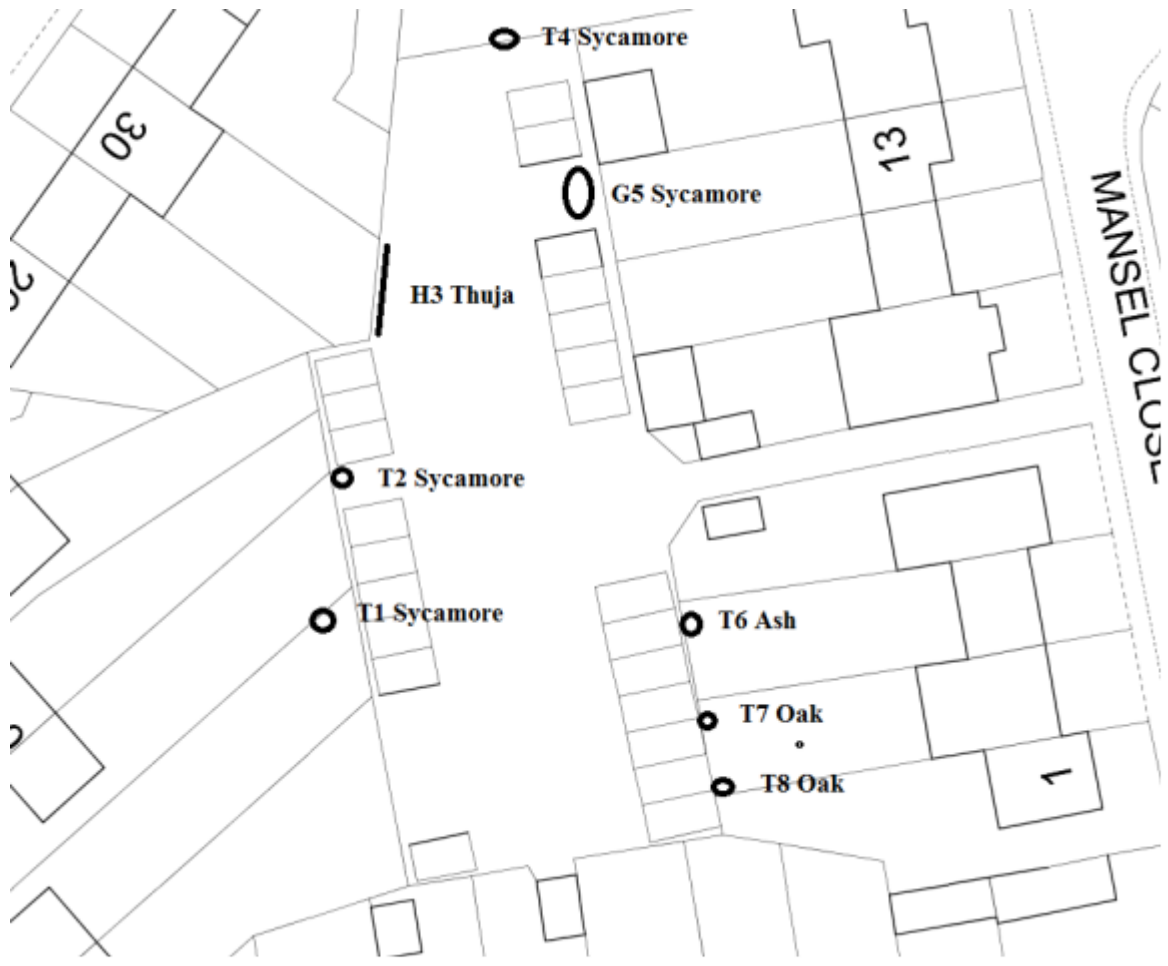 T4 Sycamore
30
13
G5 Sycamore
MANSEL CLOSE
H3 Thuja
T2 Sycamore
T1 Sycamore
T6 Ash
T7 Oak
T8 Oak
1